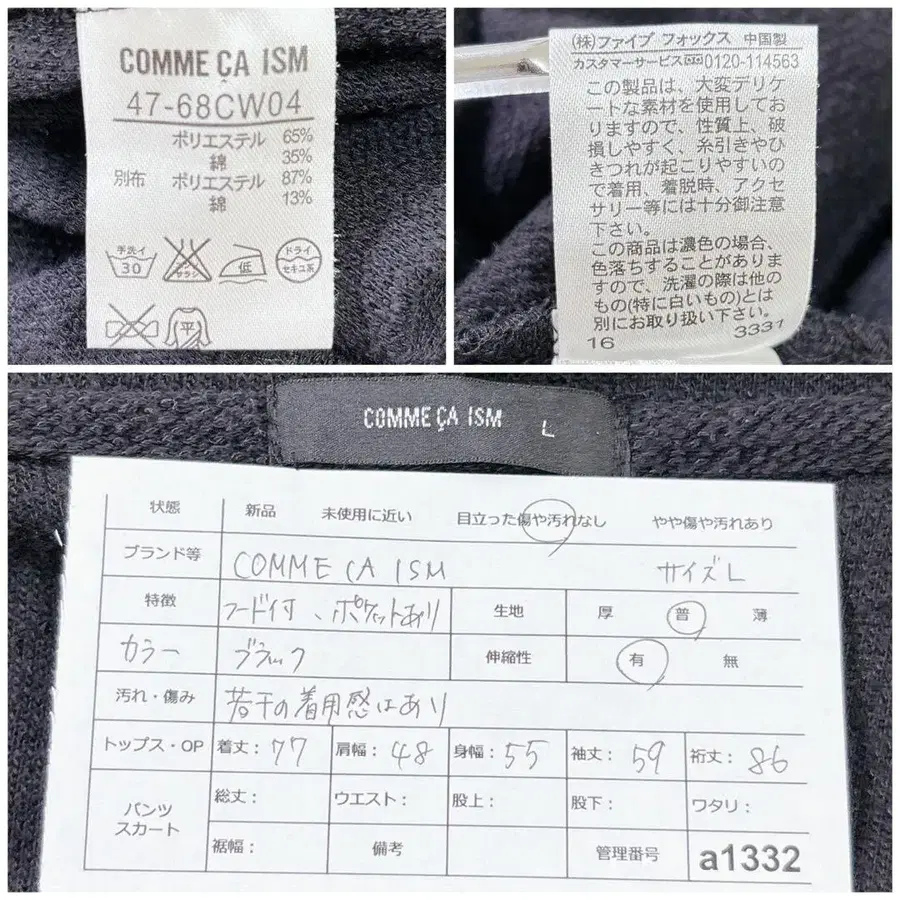 COMME ÇA ISM
47-68CW04
ポリエステル 65%
綿 35%
別布 ポリエステル 87%
綿 13%
手洗イ
30
エンソ
サラシ
低
ドライ
セキユ系
平
(株)ファイブ フォックス 中国製
カスタマーサービス 0120-114563
この製品は、大変デリケ
ートな素材を使用してお
りますので、性質上、破
損しやすく、糸引きやひ
きつれが起こりやすいの
で着用、着脱時、アクセ
サリー等には十分御注意
下さい。
この商品は濃色の場合、
色落ちすることがありま
すので、洗濯の際は他の
もの(特に白いもの)とは
別にお取り扱い下さい。
16 3331
COMME ÇA ISM L
状態 新品 未使用に近い 目立った傷や汚れなし やや傷や汚れあり
ブランド等 COMME CA ISM サイズL
特徴 フード付、ポケットあり 生地 厚 普 薄
カラー ブラック 伸縮性 有 無
汚れ・傷み 若干の着用感はあり
トップス・OP 着丈:77 肩幅:48 身幅:55 袖丈:59 裄丈:86
パンツ
スカート
総丈: ウエスト: 股上: 股下: ワタリ:
裾幅: 備考 管理番号 a1332